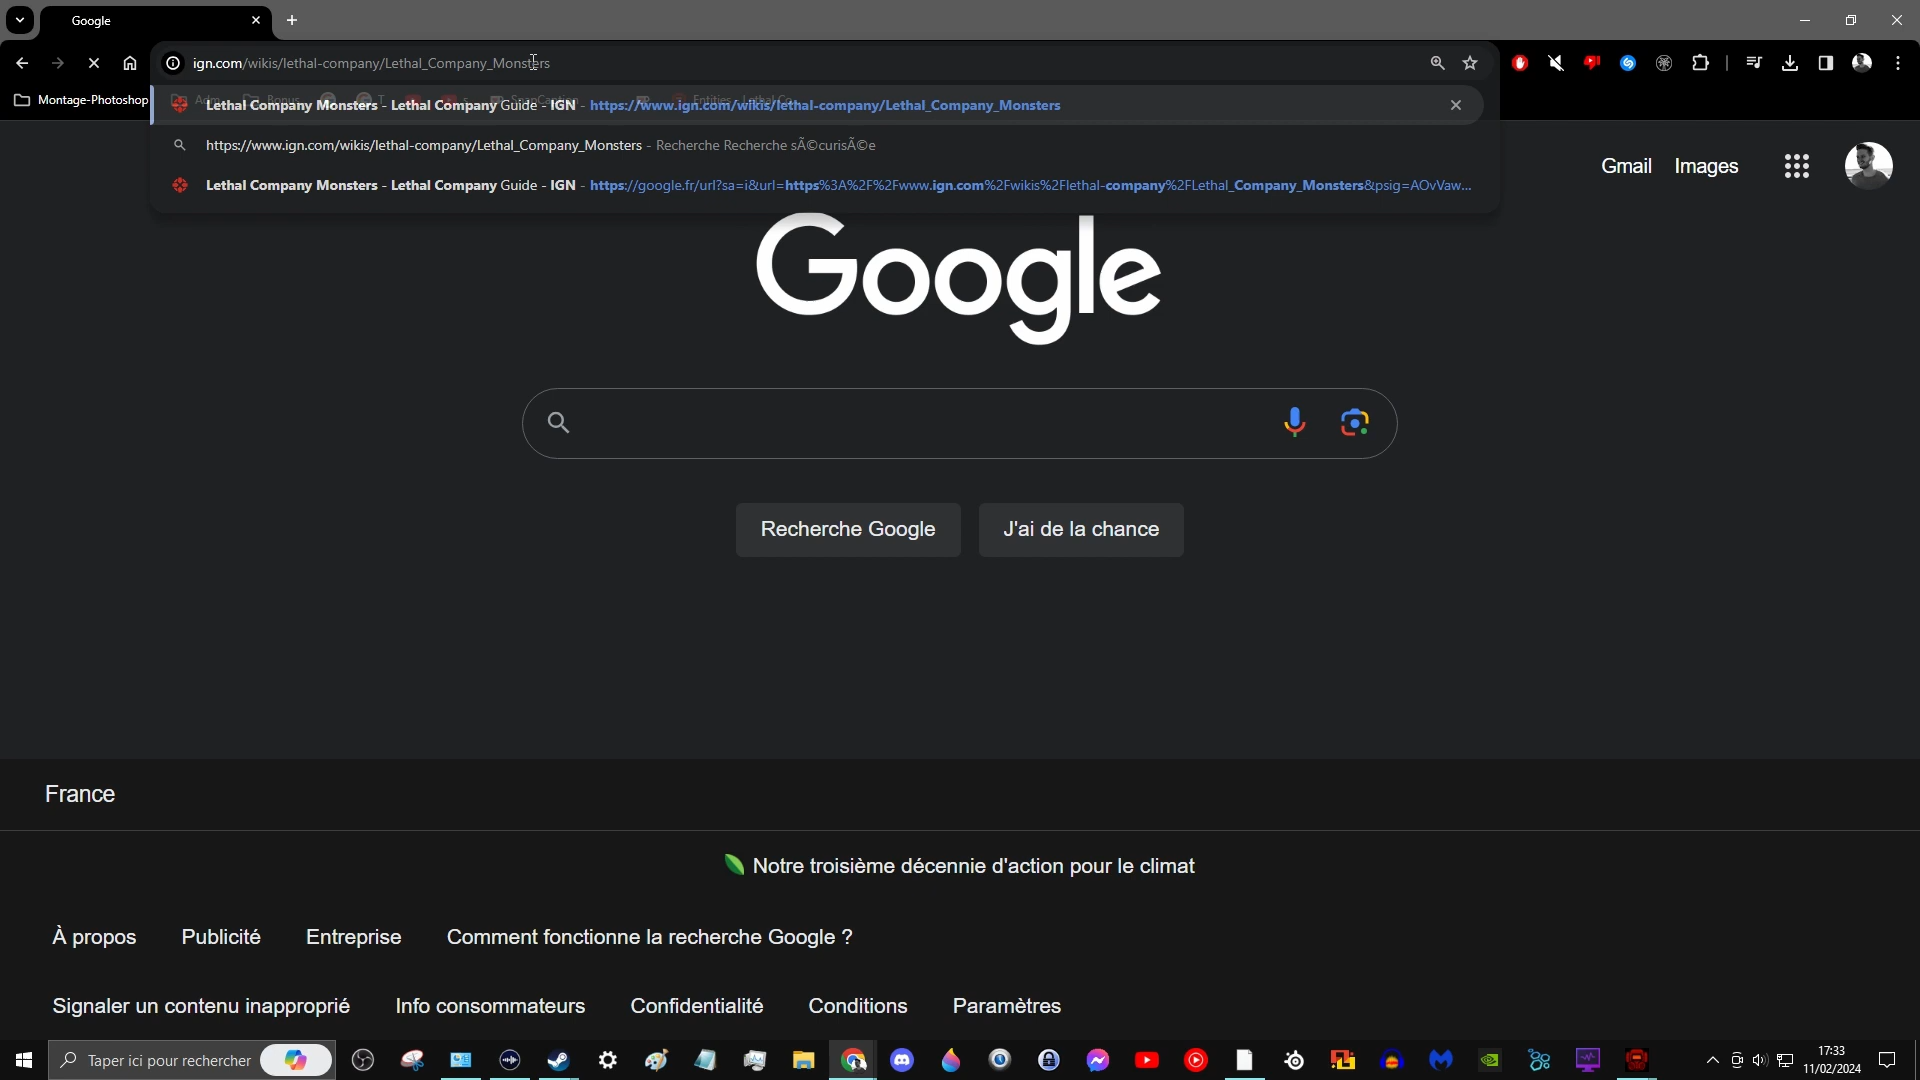 Google
ign.com/wikis/lethal-company/Lethal_Company_Monsters
Montage-Photoshop
Lethal Company Monsters - Lethal Company Guide - IGN - https://www.ign.com/wikis/lethal-company/Lethal_Company_Monsters
https://www.ign.com/wikis/lethal-company/Lethal_Company_Monsters - Recherche Recherche sÃ©curisÃ©e
Lethal Company Monsters - Lethal Company Guide - IGN - https://google.fr/url?sa=i&url=https%3A%2F%2Fwww.ign.com%2Fwikis%2Flethal-company%2FLethal_Company_Monsters&psig=AOvVaw...
Gmail Images
Google
Recherche Google
J'ai de la chance
France
Notre troisième décennie d'action pour le climat
À propos Publicité Entreprise Comment fonctionne la recherche Google ?
Signaler un contenu inapproprié Info consommateurs Confidentialité Conditions Paramètres
Taper ici pour rechercher
17:33
11/02/2024